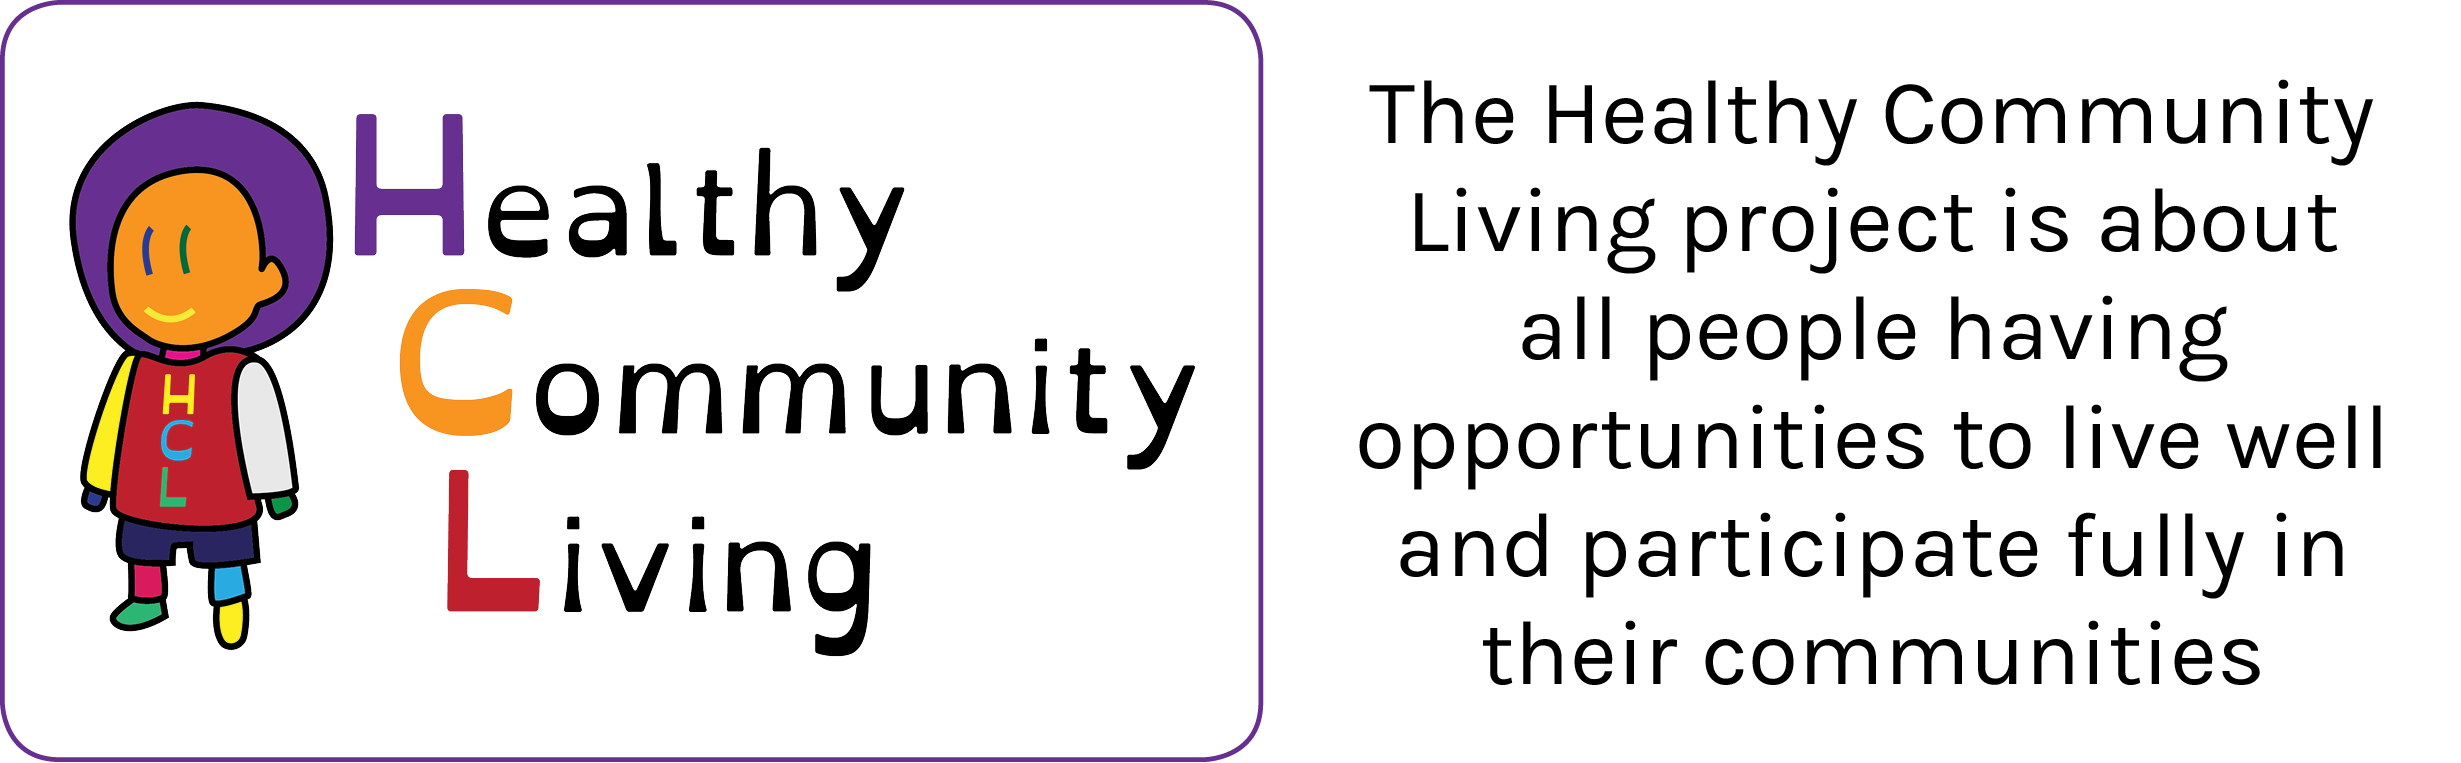 Healthy
Community
Living
H
C
L
The Healthy Community
Living project is about
all people having
opportunities to live well
and participate fully in
their communities